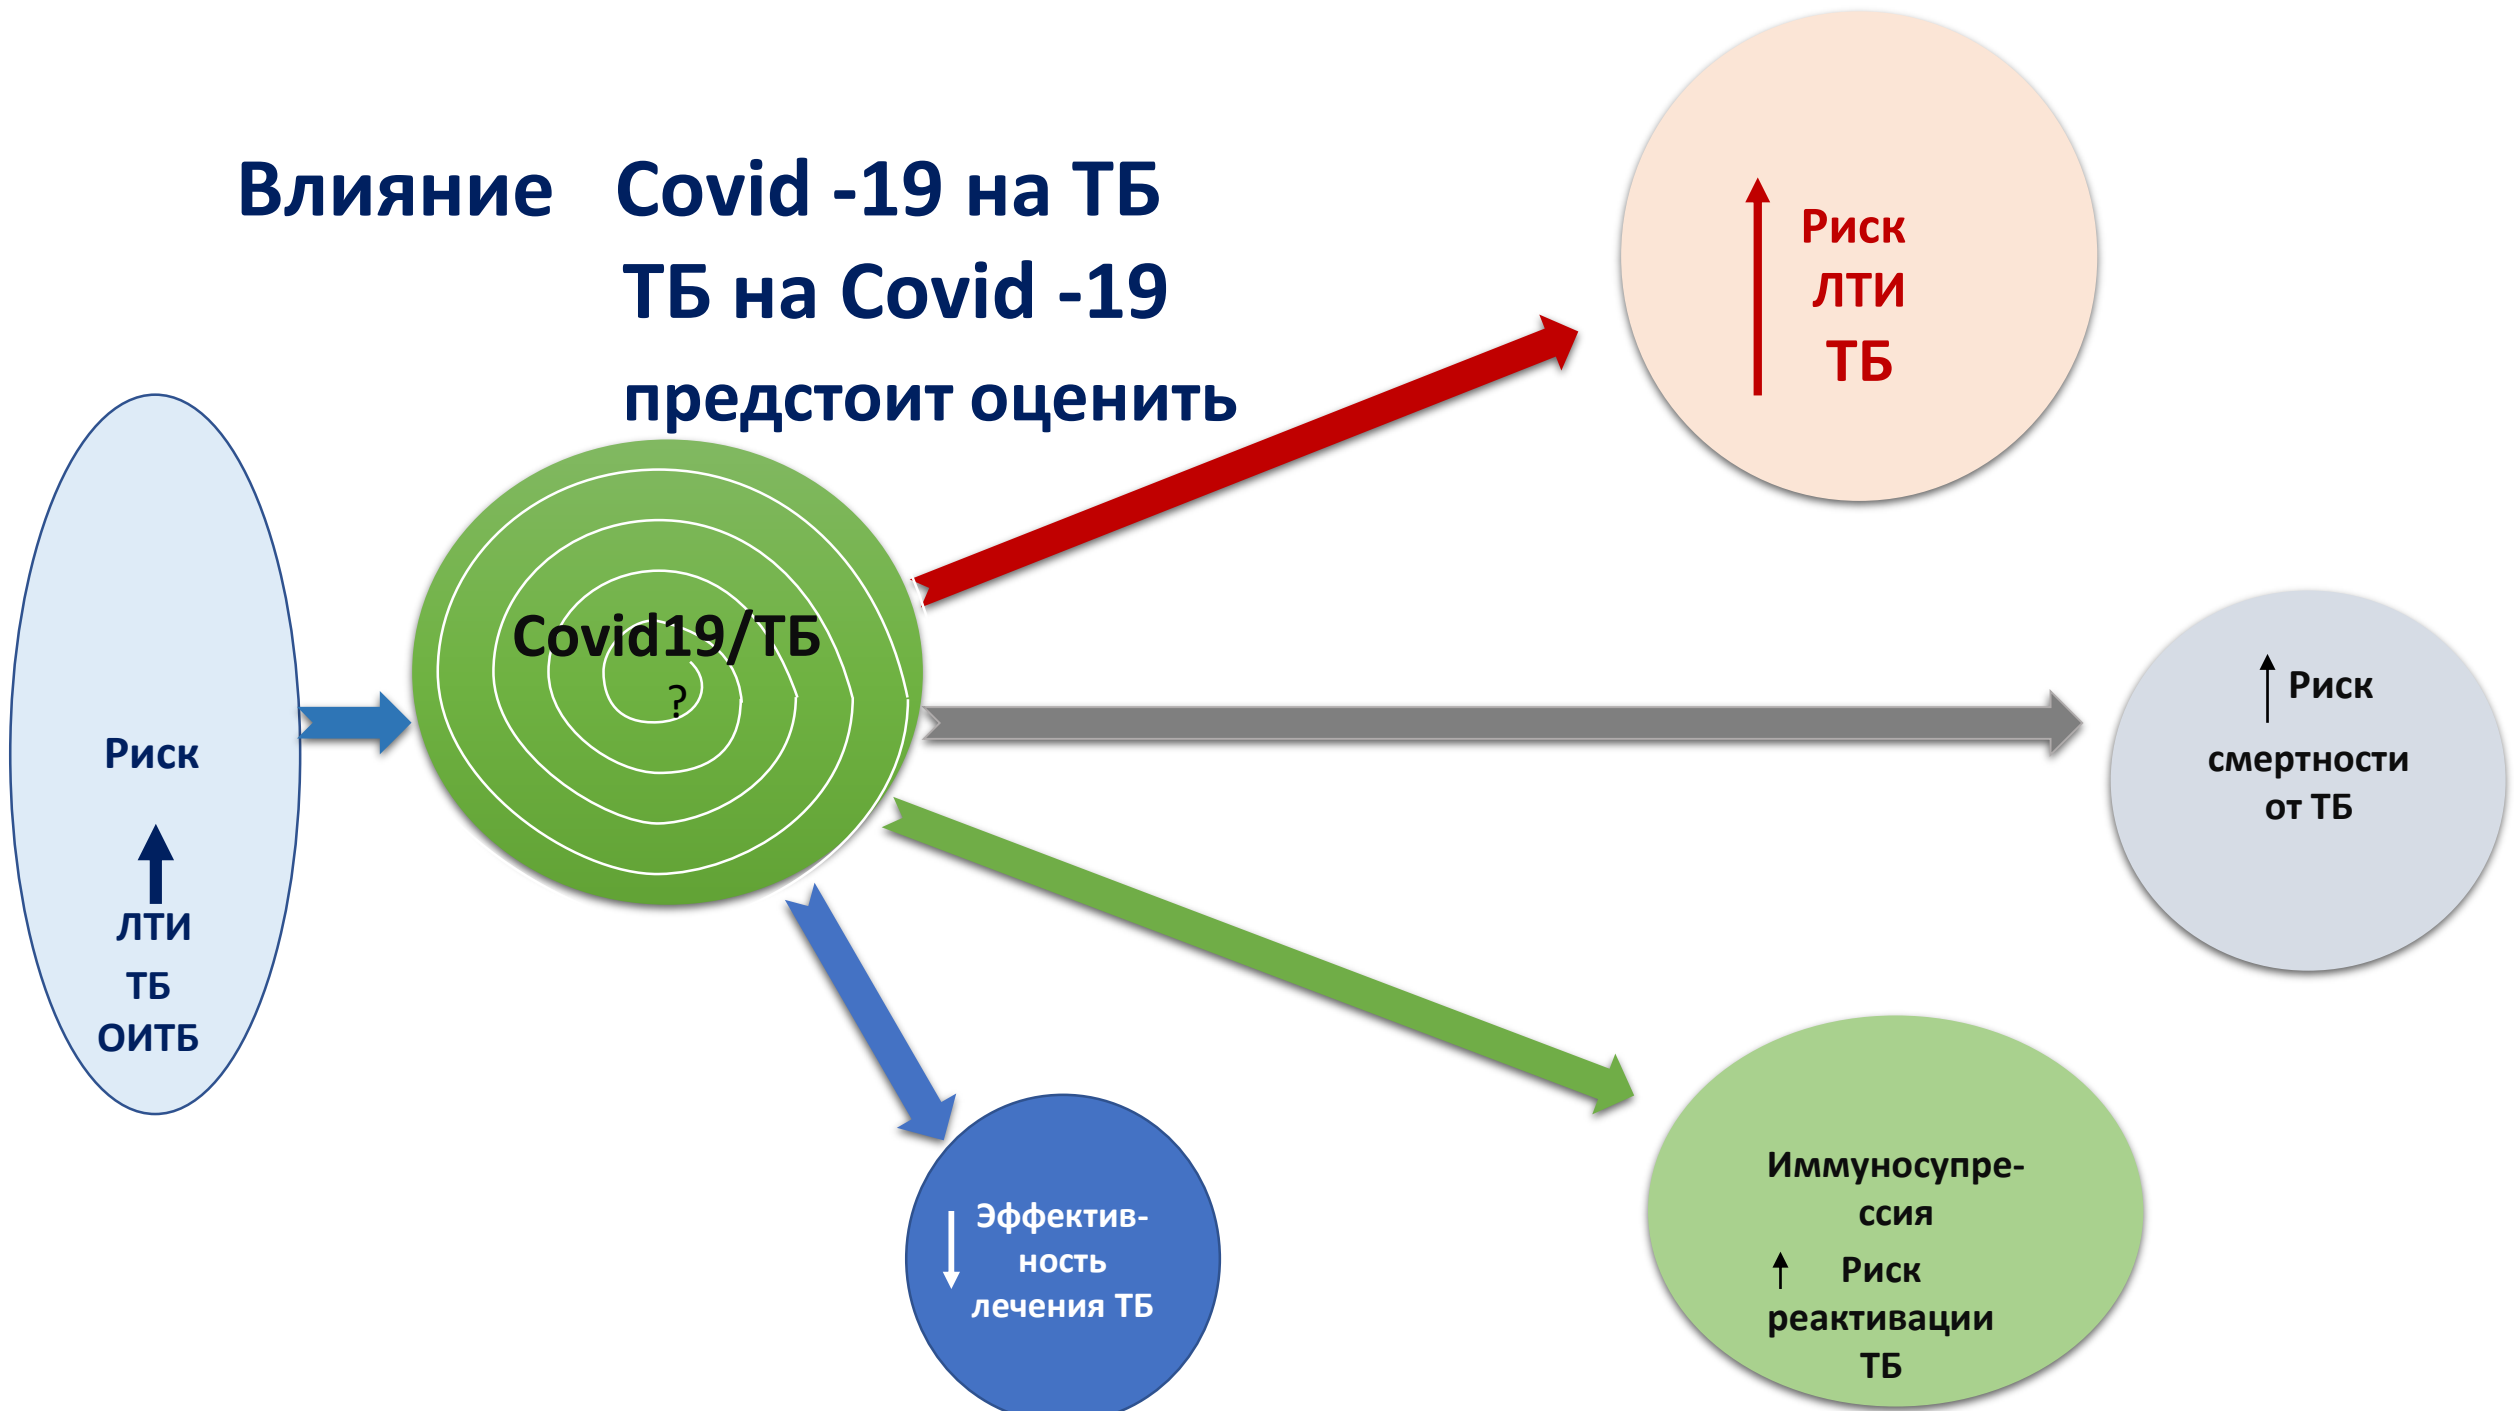 Влияние Covid -19 на ТБ
ТБ на Covid -19
предстоит оценить
Риск
ЛТИ
ТБ
ОИТБ
Covid19/ТБ
?
Риск
ЛТИ
ТБ
Риск
смертности
от ТБ
Иммуносупре-
ссия
Риск
реактивации
ТБ
Эффектив-
ность
лечения ТБ